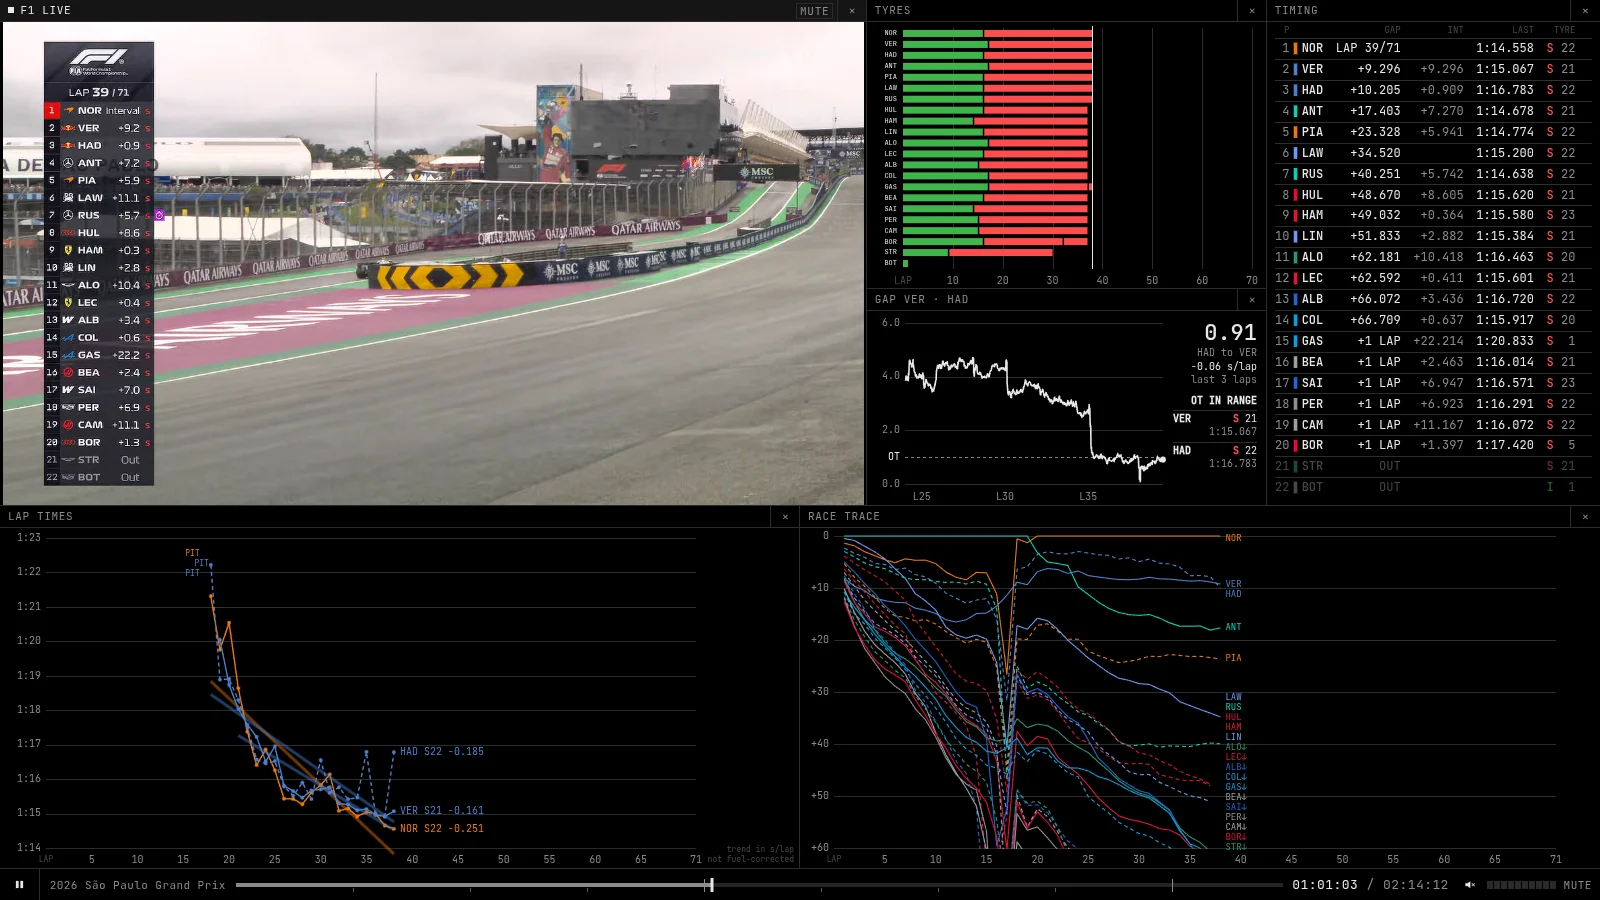 F1 LIVE
MUTE ×
F1
LAP 39 / 71
1 NOR Interval S
2 VER +9.2 S
3 HAD +0.9 S
4 ANT +7.2 S
5 PIA +5.9 S
6 LAW +11.1 S
7 RUS +5.7 S
8 HUL +8.6 S
9 HAM +0.3 S
10 LIN +2.8 S
11 ALO +10.4 S
12 LEC +0.4 S
13 ALB +3.4 S
14 COL +0.6 S
15 GAS +22.2 S
16 BEA +2.4 S
17 SAI +7.0 S
18 PER +6.9 S
19 CAM +11.1 S
20 BOR +1.3 S
21 STR Out
22 BOT Out
QATAR AIRWAYS
QATAR AIRWAYS
QATAR AIRWAYS
QATAR AIRWAYS
MSC
MSC
MSC
MSC
F1
TYRES ×
NOR
VER
HAD
ANT
PIA
LAW
RUS
HUL
HAM
LIN
ALO
LEC
ALB
COL
GAS
BEA
SAI
PER
CAM
BOR
STR
BOT
LAP 10 20 30 40 50 60 70
GAP VER · HAD ×
6.0
4.0
2.0
OT
0.0
L25 L30 L35
0.91
HAD to VER
-0.06 s/lap
last 3 laps
OT IN RANGE
VER S 21
1:15.067
HAD S 22
1:16.783
TIMING ×
P GAP INT LAST TYRE
1 NOR LAP 39/71 1:14.558 S 22
2 VER +9.296 +9.296 1:15.067 S 21
3 HAD +10.205 +0.909 1:16.783 S 22
4 ANT +17.403 +7.270 1:14.678 S 21
5 PIA +23.328 +5.941 1:14.774 S 22
6 LAW +34.520 1:15.200 S 22
7 RUS +40.251 +5.742 1:14.638 S 22
8 HUL +48.670 +8.605 1:15.620 S 21
9 HAM +49.032 +0.364 1:15.580 S 23
10 LIN +51.833 +2.882 1:15.384 S 21
11 ALO +62.181 +10.418 1:16.463 S 20
12 LEC +62.592 +0.411 1:15.601 S 21
13 ALB +66.072 +3.436 1:16.720 S 22
14 COL +66.709 +0.637 1:15.917 S 20
15 GAS +1 LAP +22.214 1:20.833 S 1
16 BEA +1 LAP +2.463 1:16.014 S 21
17 SAI +1 LAP +6.947 1:16.571 S 23
18 PER +1 LAP +6.923 1:16.291 S 22
19 CAM +1 LAP +11.167 1:16.072 S 22
20 BOR +1 LAP +1.397 1:17.420 S 5
21 STR OUT S 21
22 BOT OUT I 1
LAP TIMES ×
1:23
1:22
1:21
1:20
1:19
1:18
1:17
1:16
1:15
1:14
PIT
PIT
PIT
HAD S22 -0.185
VER S21 -0.161
NOR S22 -0.251
LAP 5 10 15 20 25 30 35 40 45 50 55 60 65 71
trend in s/lap
not fuel-corrected
RACE TRACE ×
0
+10
+20
+30
+40
+50
+60
NOR
VER
HAD
ANT
PIA
LAW
RUS
HUL
HAM
LIN
ALO↓
LEC↓
ALB↓
COL↓
GAS↓
BEA↓
SAI↓
PER↓
CAM↓
BOR↓
STR↓
LAP 5 10 15 20 25 30 35 40 45 50 55 60 65 71
2026 São Paulo Grand Prix
01:01:03 / 02:14:12 MUTE